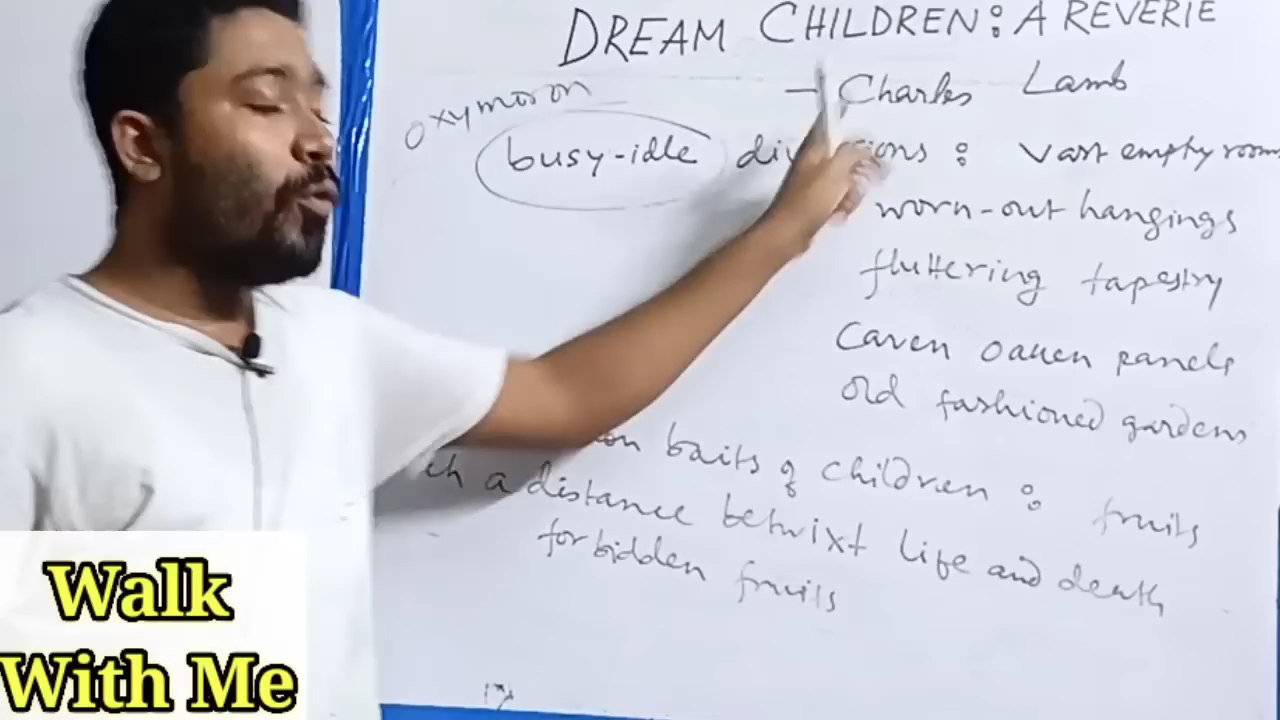 DREAM CHILDREN: A REVERIE
- Charles Lamb
oxymoron
busy-idle diversions : vast empty rooms
worn-out hangings
fluttering tapestry
Carven oaken panels
old fashioned gardens
baits of children : fruits
a distance betwixt life and death
forbidden fruits
Walk
With Me